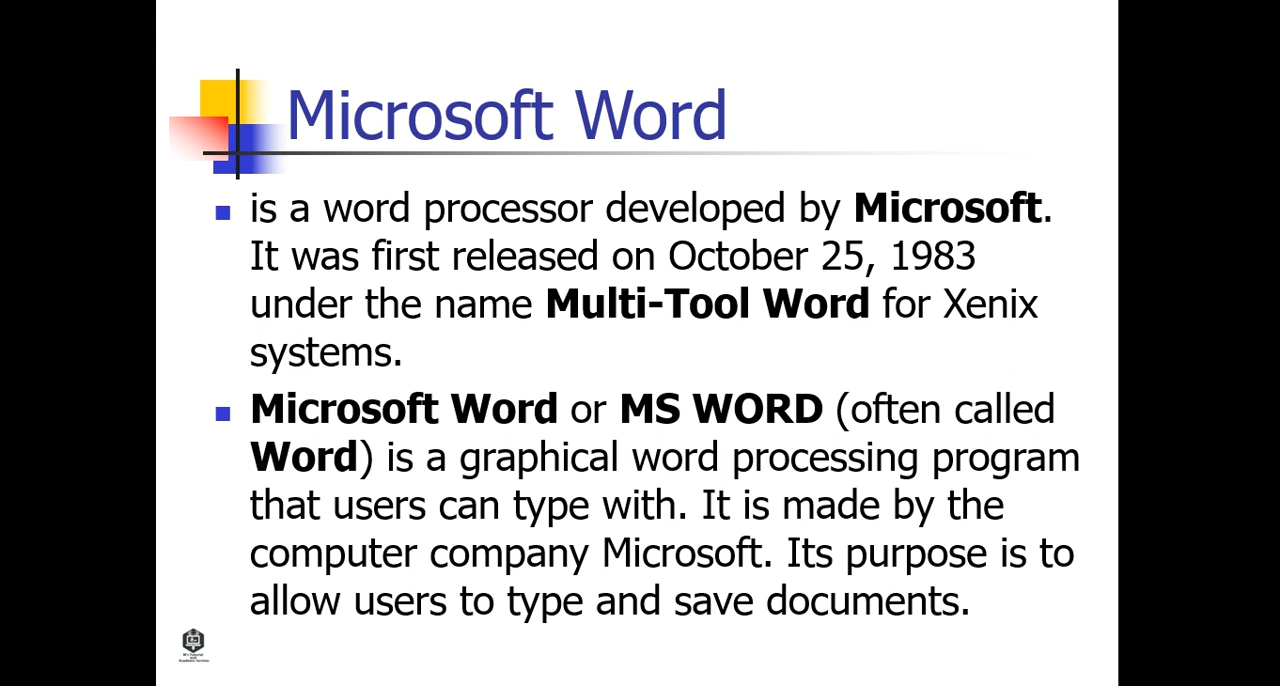 Microsoft Word
is a word processor developed by Microsoft.
It was first released on October 25, 1983
under the name Multi-Tool Word for Xenix
systems.
Microsoft Word or MS WORD (often called
Word) is a graphical word processing program
that users can type with. It is made by the
computer company Microsoft. Its purpose is to
allow users to type and save documents.